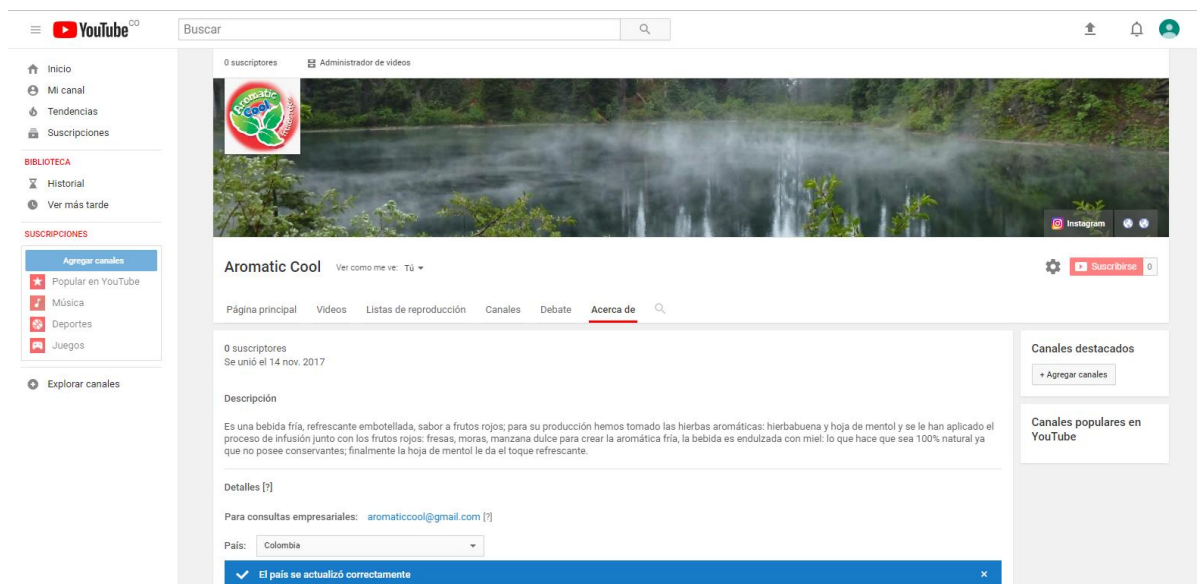 YouTube CO
Buscar
Inicio
Mi canal
Tendencias
Suscripciones
BIBLIOTECA
Historial
Ver más tarde
SUSCRIPCIONES
Agregar canales
Popular en YouTube
Música
Deportes
Juegos
Explorar canales
0 suscriptores Administrador de videos
Aromatic
Cool
Instagram
Aromatic Cool Ver como me ve: Tú
Suscribirse 0
Página principal Videos Listas de reproducción Canales Debate Acerca de
0 suscriptores
Se unió el 14 nov. 2017
Descripción
Es una bebida fría, refrescante embotellada, sabor a frutos rojos; para su producción hemos tomado las hierbas aromáticas: hierbabuena y hoja de mentol y se le han aplicado el
proceso de infusión junto con los frutos rojos: fresas, moras, manzana dulce para crear la aromática fría, la bebida es endulzada con miel: lo que hace que sea 100% natural ya
que no posee conservantes; finalmente la hoja de mentol le da el toque refrescante.
Detalles [?]
Para consultas empresariales: aromaticcool@gmail.com [?]
País: Colombia
El país se actualizó correctamente
Canales destacados
+ Agregar canales
Canales populares en
YouTube